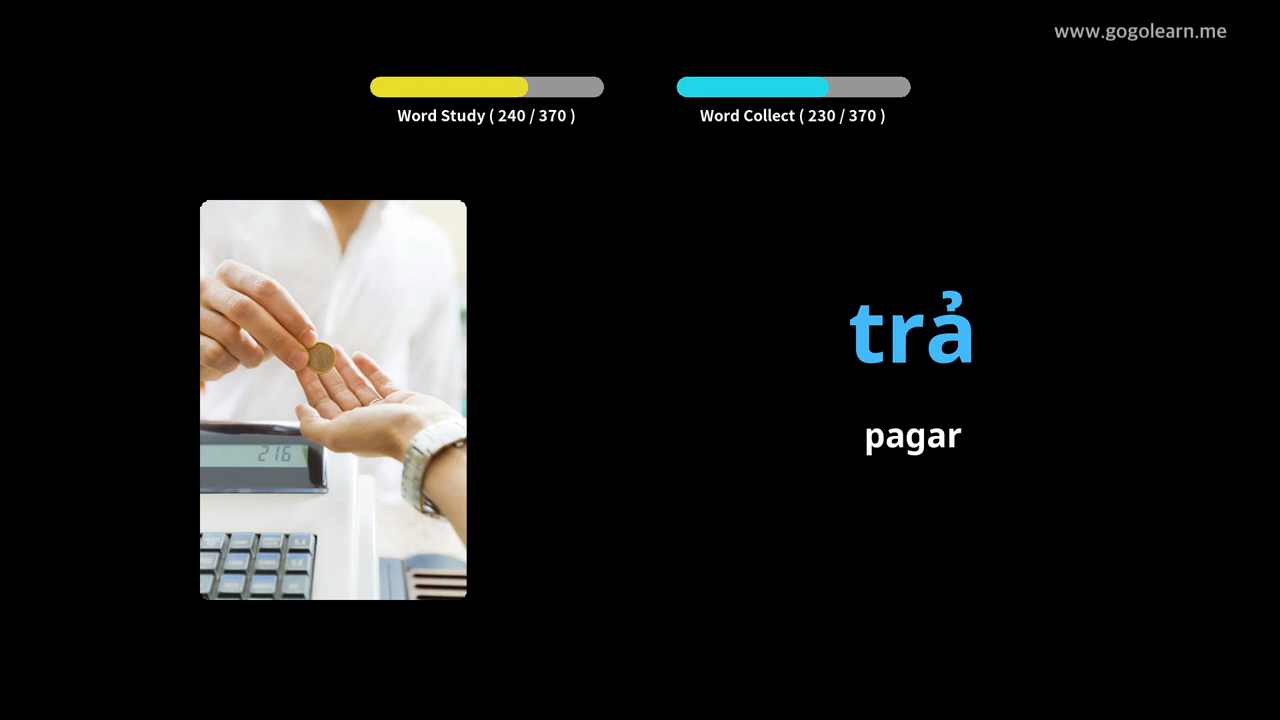 www.gogolearn.me
Word Study ( 240 / 370 )
Word Collect ( 230 / 370 )
trả
pagar
216